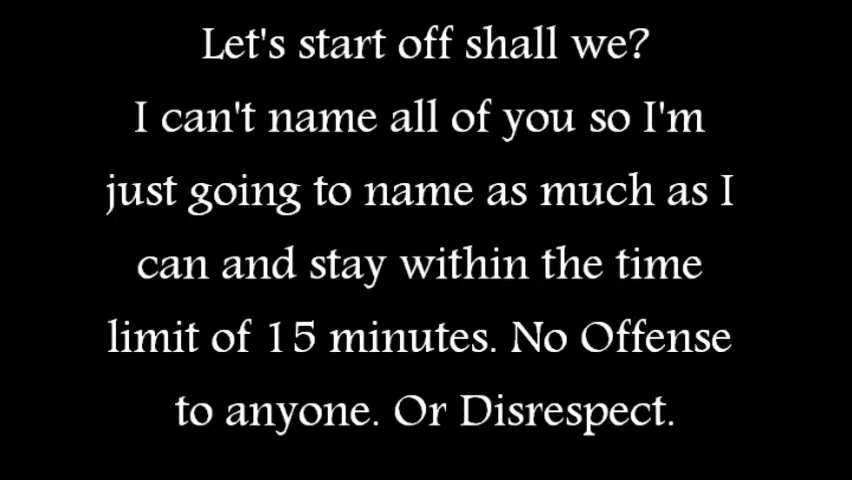 Let's start off shall we?
I can't name all of you so I'm
just going to name as much as I
can and stay within the time
limit of 15 minutes. No Offense
to anyone. Or Disrespect.